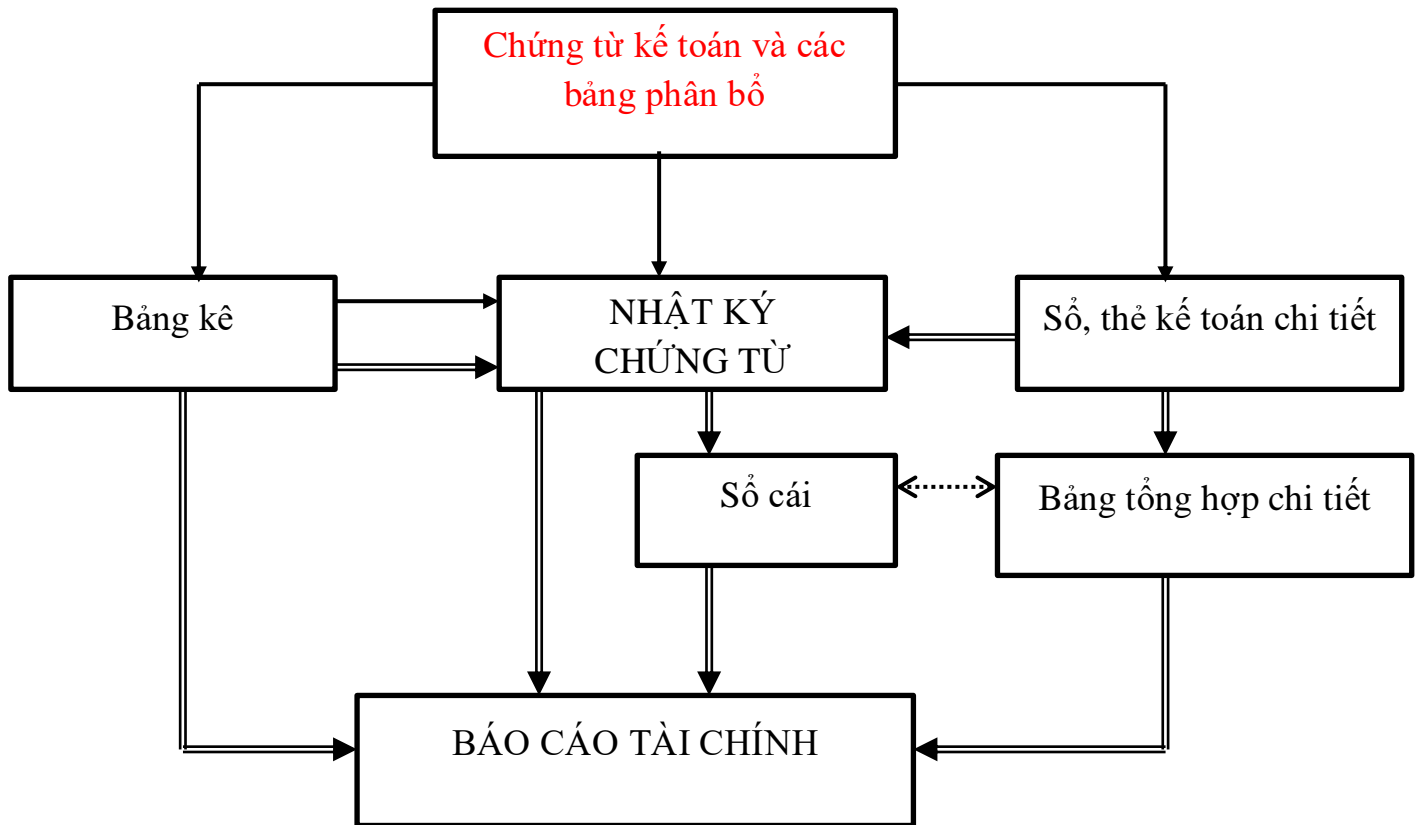 Chứng từ kế toán và các
bảng phân bổ
Bảng kê
NHẬT KÝ
CHỨNG TỪ
Sổ, thẻ kế toán chi tiết
Sổ cái
Bảng tổng hợp chi tiết
BÁO CÁO TÀI CHÍNH